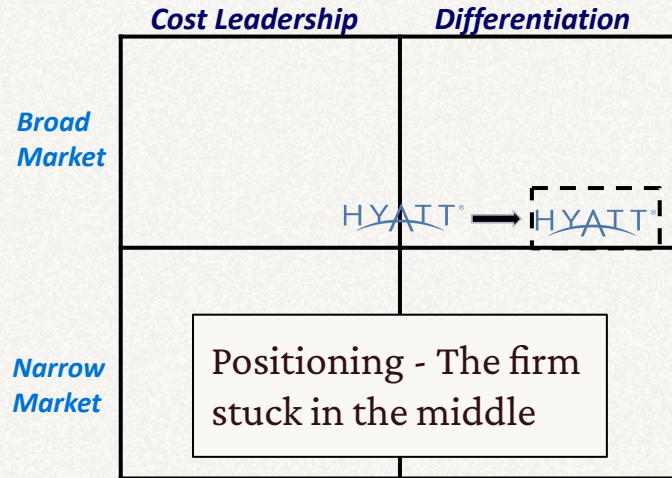 Cost Leadership Differentiation
Broad
Market
HYATT® HYATT®
Narrow
Market
Positioning - The firm
stuck in the middle